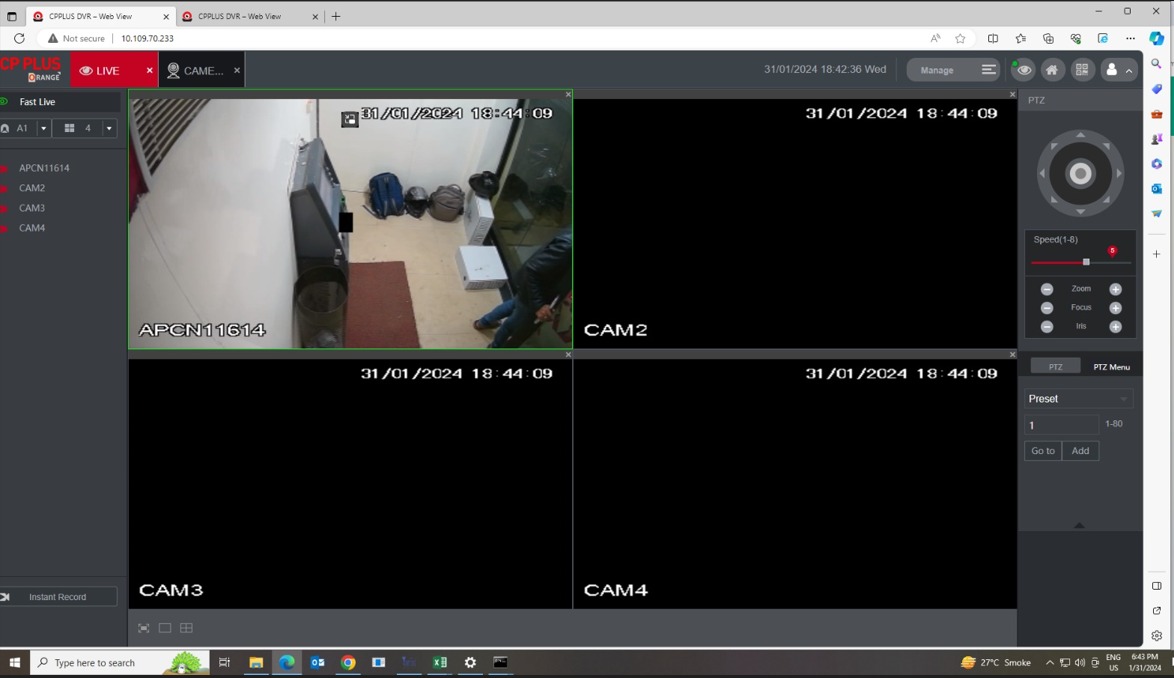 CPPLUS DVR – Web View
CPPLUS DVR – Web View
Not secure
10.109.70.233
CP PLUS
ORANGE
LIVE
CAME...
31/01/2024 18:42:36 Wed
Manage
Fast Live
A1
4
APCN11614
CAM2
CAM3
CAM4
Instant Record
31/01/2024 18:44:09
APCN11614
31/01/2024 18:44:09
CAM2
31/01/2024 18:44:09
CAM3
31/01/2024 18:44:09
CAM4
PTZ
Speed(1-8)
5
Zoom
Focus
Iris
PTZ
PTZ Menu
Preset
1
1-80
Go to
Add
Type here to search
27°C Smoke
ENG
US
6:43 PM
1/31/2024